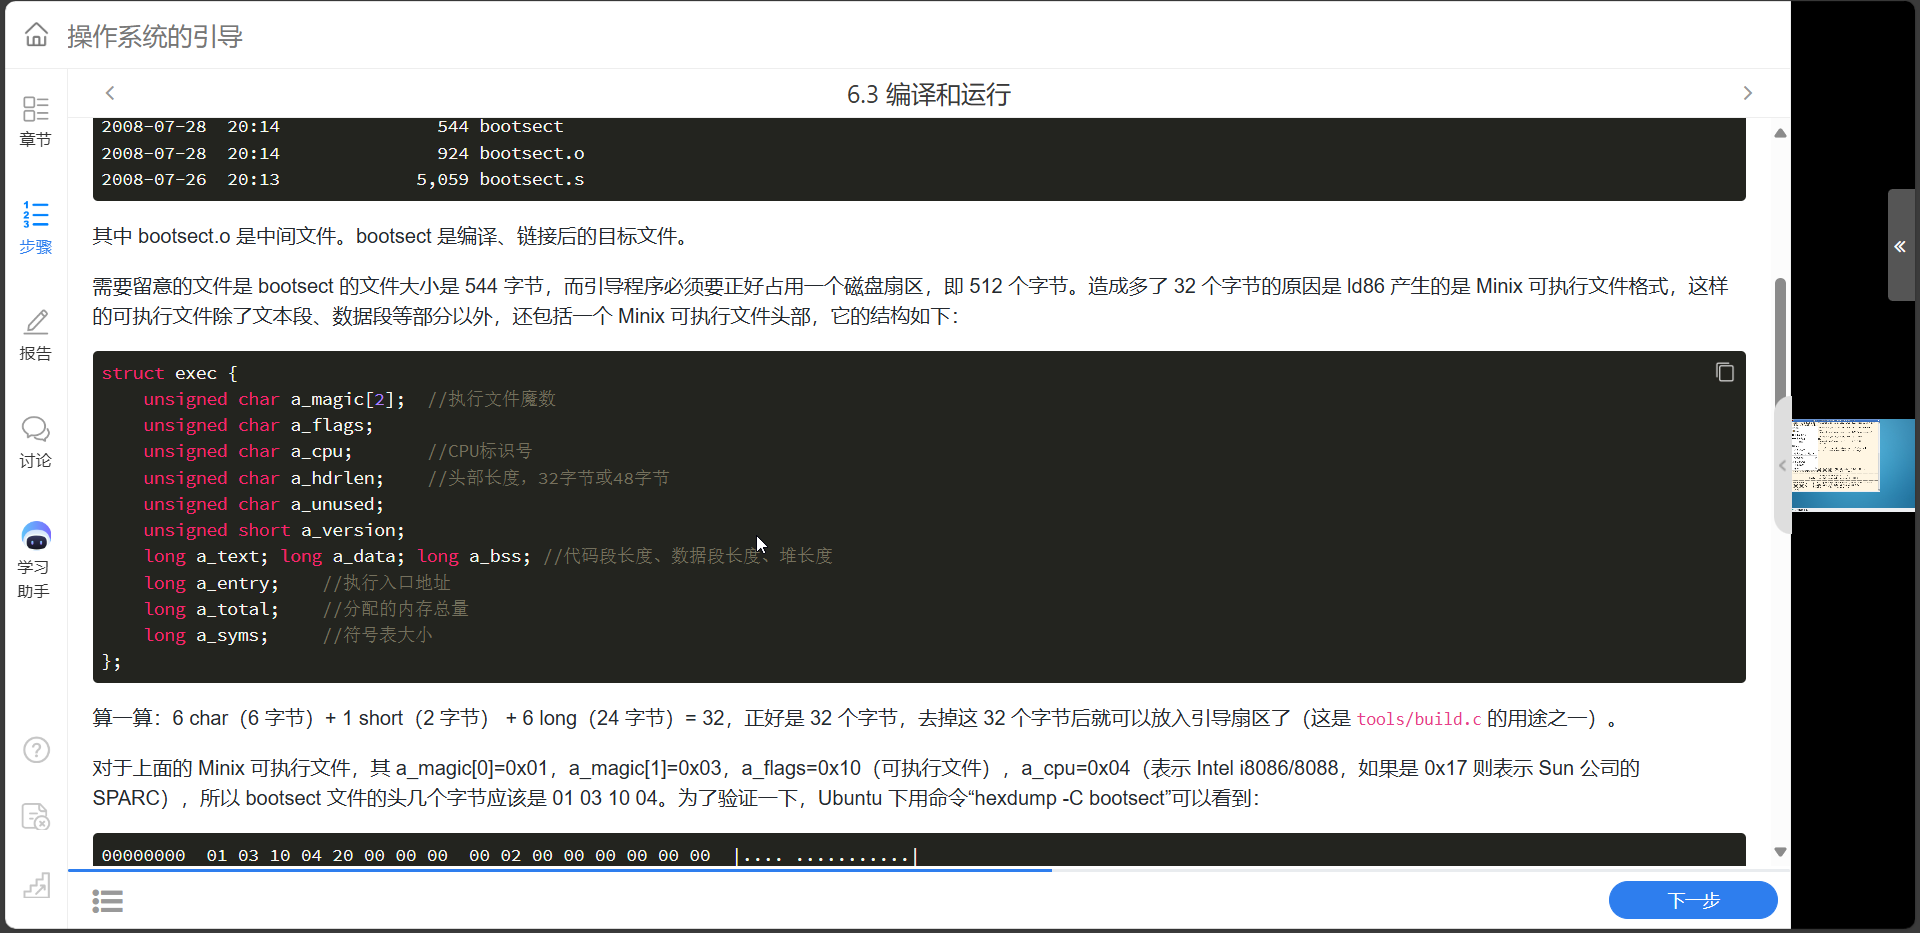 操作系统的引导
章节
步骤
报告
讨论
学习
助手
6.3 编译和运行
2008-07-28  20:14               544 bootsect
2008-07-28  20:14               924 bootsect.o
2008-07-26  20:13             5,059 bootsect.s
其中 bootsect.o 是中间文件。bootsect 是编译、链接后的目标文件。
需要留意的文件是 bootsect 的文件大小是 544 字节，而引导程序必须要正好占用一个磁盘扇区，即 512 个字节。造成多了 32 个字节的原因是 ld86 产生的是 Minix 可执行文件格式，这样
的可执行文件除了文本段、数据段等部分以外，还包括一个 Minix 可执行文件头部，它的结构如下：
struct exec {
    unsigned char a_magic[2];  //执行文件魔数
    unsigned char a_flags;
    unsigned char a_cpu;       //CPU标识号
    unsigned char a_hdrlen;    //头部长度，32字节或48字节
    unsigned char a_unused;
    unsigned short a_version;
    long a_text; long a_data; long a_bss; //代码段长度、数据段长度、堆长度
    long a_entry;    //执行入口地址
    long a_total;    //分配的内存总量
    long a_syms;     //符号表大小
};
算一算：6 char（6 字节）+ 1 short（2 字节） + 6 long（24 字节）= 32，正好是 32 个字节，去掉这 32 个字节后就可以放入引导扇区了（这是 tools/build.c 的用途之一）。
对于上面的 Minix 可执行文件，其 a_magic[0]=0x01，a_magic[1]=0x03，a_flags=0x10（可执行文件），a_cpu=0x04（表示 Intel i8086/8088，如果是 0x17 则表示 Sun 公司的
SPARC），所以 bootsect 文件的头几个字节应该是 01 03 10 04。为了验证一下，Ubuntu 下用命令“hexdump -C bootsect”可以看到：
00000000  01 03 10 04 20 00 00 00  00 02 00 00 00 00 00 00  |.... ...........|
下一步